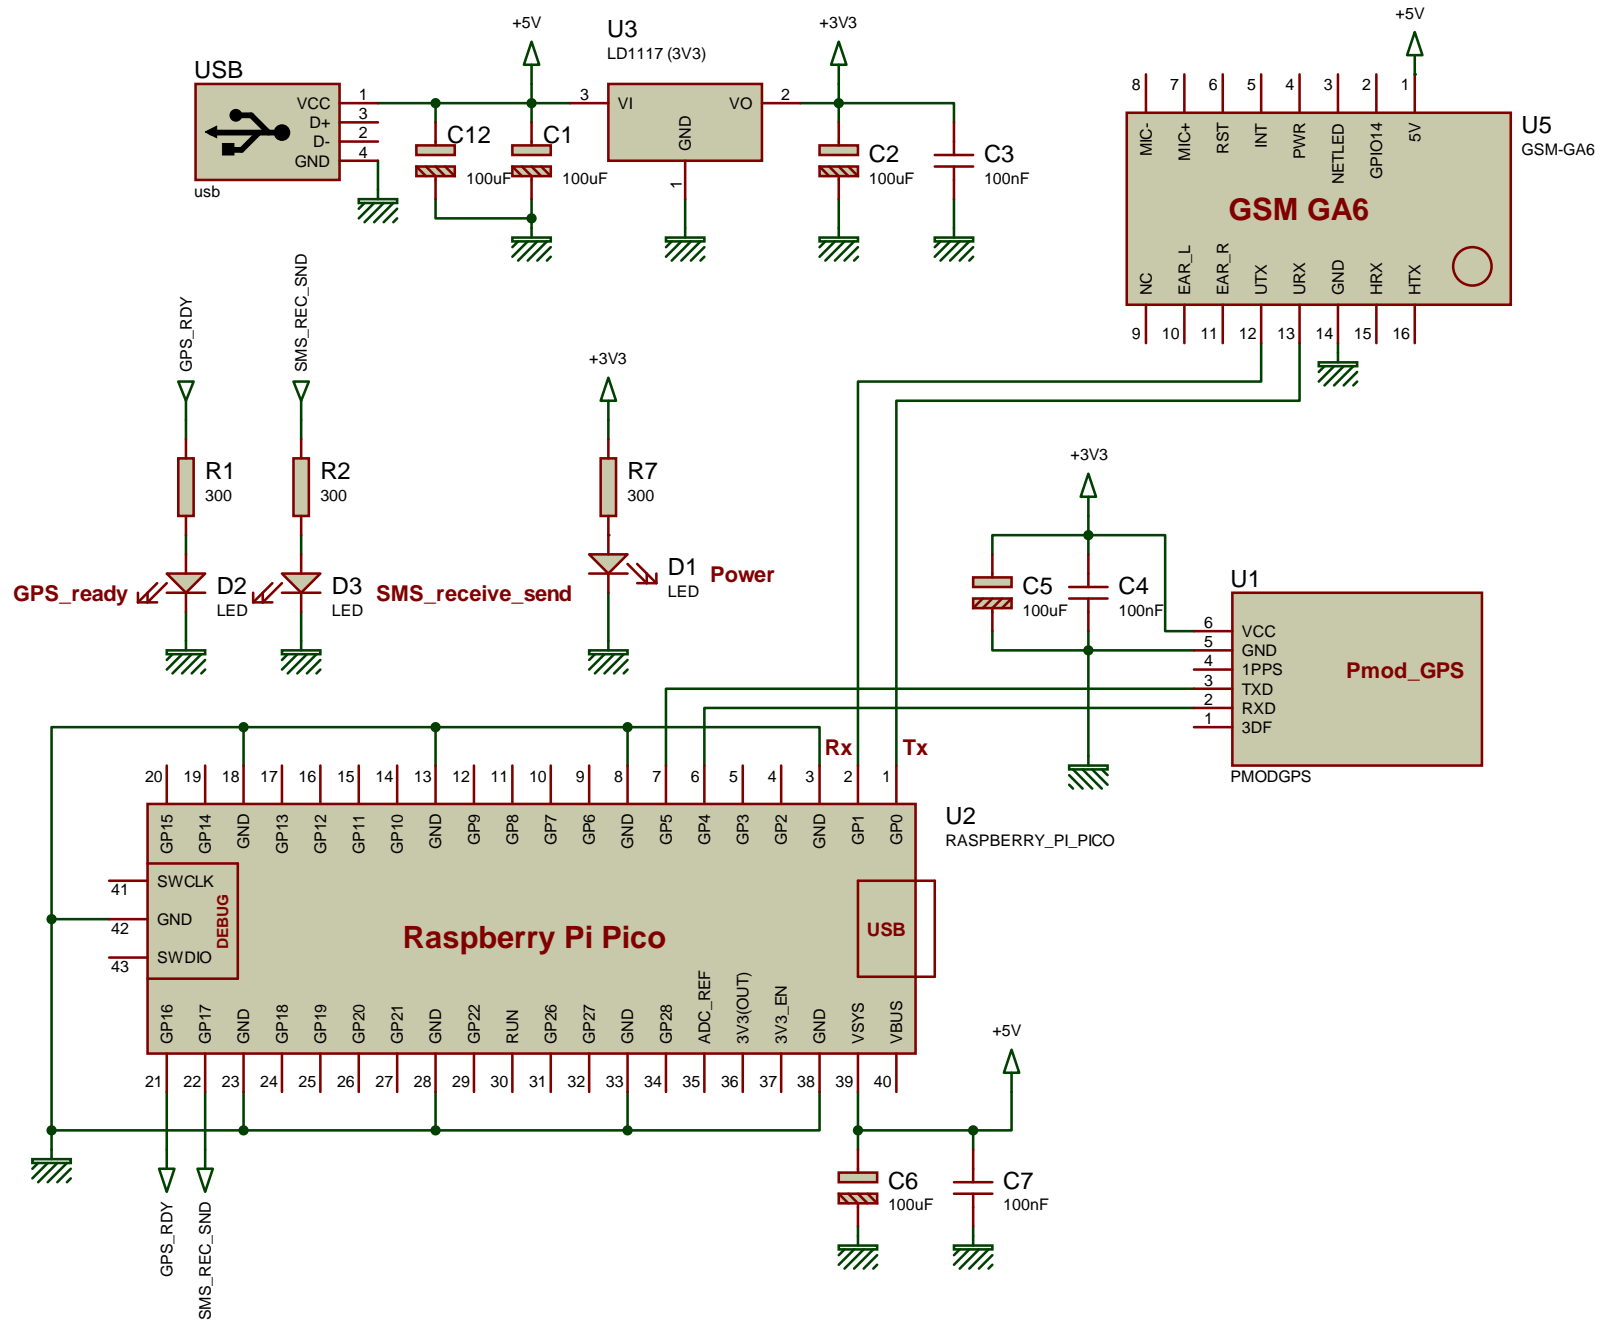 +5V
U3
LD1117 (3V3)
+3V3
+5V
USB
VCC
D+
D-
GND
1
3
2
4
usb
C12
100uF
C1
100uF
3
VI
VO
2
GND
1
C2
100uF
C3
100nF
8
7
6
5
4
3
2
1
MIC-
MIC+
RST
INT
PWR
NETLED
GPIO14
5V
U5
GSM-GA6
GSM GA6
NC
EAR_L
EAR_R
UTX
URX
GND
HRX
HTX
9
10
11
12
13
14
15
16
GPS_RDY
SMS_REC_SND
+3V3
R1
300
R2
300
R7
300
GPS_ready
D2
LED
D3
LED
SMS_receive_send
D1
LED
Power
+3V3
C5
100uF
C4
100nF
U1
6
5
4
3
2
1
VCC
GND
1PPS
TXD
RXD
3DF
Pmod_GPS
PMODGPS
Rx
Tx
20
19
18
17
16
15
14
13
12
11
10
9
8
7
6
5
4
3
2
1
GP15
GP14
GND
GP13
GP12
GP11
GP10
GND
GP9
GP8
GP7
GP6
GND
GP5
GP4
GP3
GP2
GND
GP1
GP0
U2
RASPBERRY_PI_PICO
41
42
43
SWCLK
GND
SWDIO
DEBUG
Raspberry Pi Pico
USB
GP16
GP17
GND
GP18
GP19
GP20
GP21
GND
GP22
RUN
GP26
GP27
GND
GP28
ADC_REF
3V3(OUT)
3V3_EN
GND
VSYS
VBUS
21
22
23
24
25
26
27
28
29
30
31
32
33
34
35
36
37
38
39
40
+5V
C6
100uF
C7
100nF
GPS_RDY
SMS_REC_SND